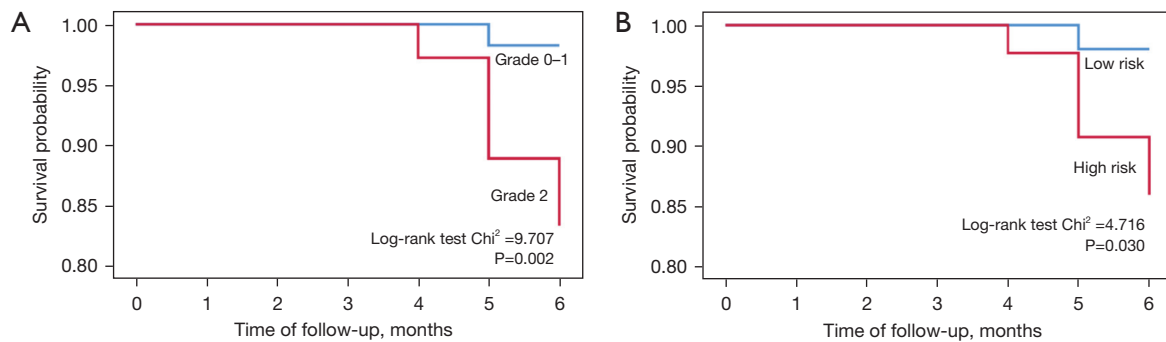 A
1.00
0.95
0.90
0.85
0.80
Survival probability
Grade 0–1
Grade 2
Log-rank test Chi² =9.707
P=0.002
0 1 2 3 4 5 6
Time of follow-up, months
B
1.00
0.95
0.90
0.85
0.80
Survival probability
Low risk
High risk
Log-rank test Chi² =4.716
P=0.030
0 1 2 3 4 5 6
Time of follow-up, months